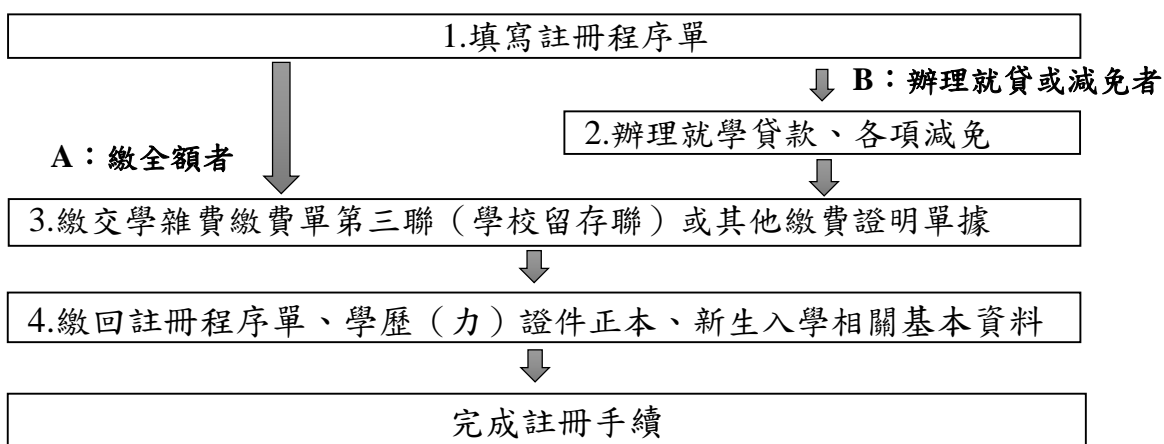 1.填寫註冊程序單
B：辦理就貸或減免者
2.辦理就學貸款、各項減免
A：繳全額者
3.繳交學雜費繳費單第三聯（學校留存聯）或其他繳費證明單據
4.繳回註冊程序單、學歷（力）證件正本、新生入學相關基本資料
完成註冊手續